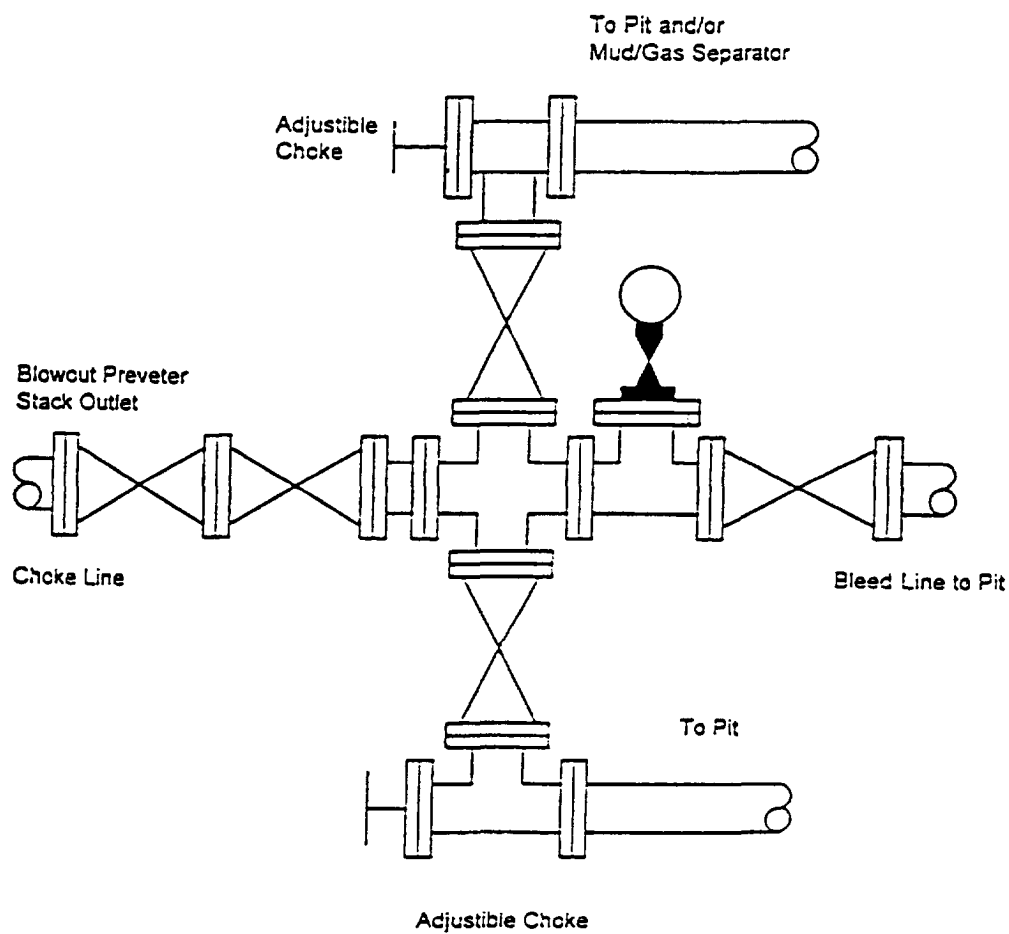 To Pit and/or
Mud/Gas Separator
Adjustible
Choke
Blowout Preveter
Stack Outlet
Choke Line
Bleed Line to Pit
To Pit
Adjustible Choke